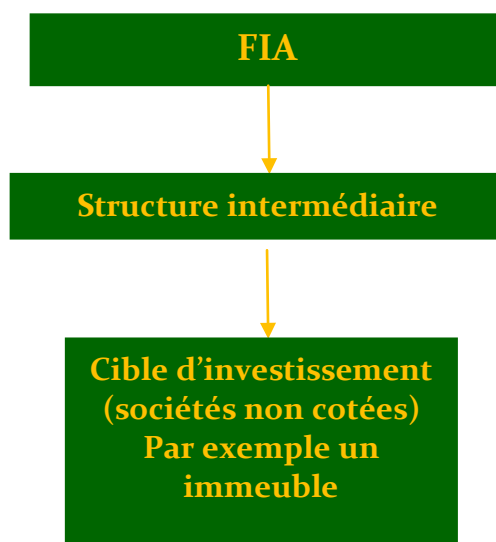 FIA
Structure intermédiaire
Cible d’investissement
(sociétés non cotées)
Par exemple un
immeuble